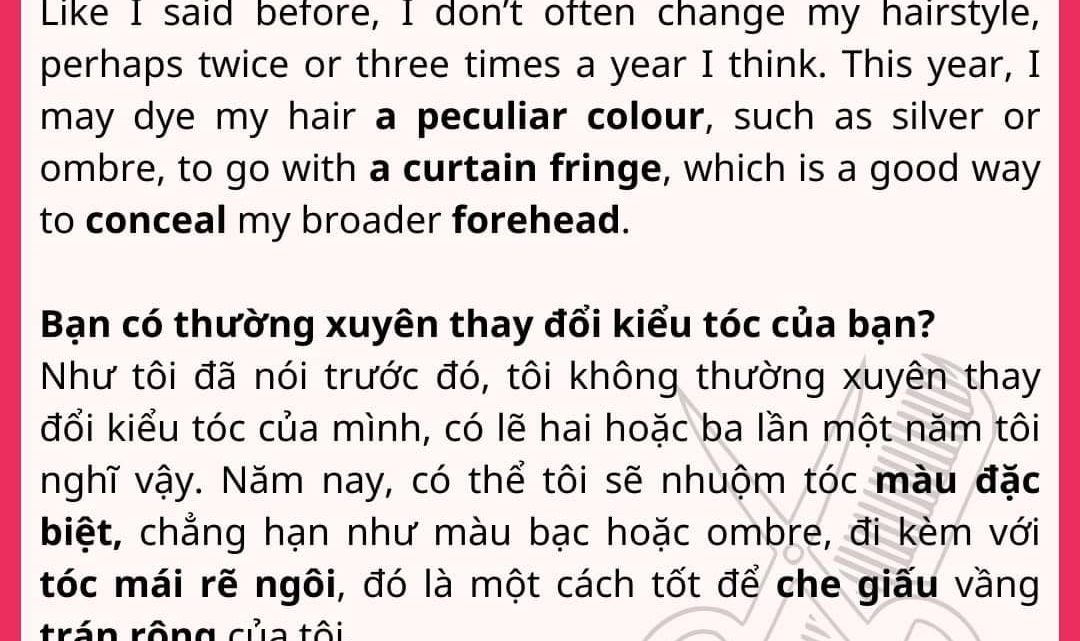 Like I said before, I don't often change my hairstyle,
perhaps twice or three times a year I think. This year, I
may dye my hair a peculiar colour, such as silver or
ombre, to go with a curtain fringe, which is a good way
to conceal my broader forehead.
Bạn có thường xuyên thay đổi kiểu tóc của bạn?
Như tôi đã nói trước đó, tôi không thường xuyên thay
đổi kiểu tóc của mình, có lẽ hai hoặc ba lần một năm tôi
nghĩ vậy. Năm nay, có thể tôi sẽ nhuộm tóc màu đặc
biệt, chẳng hạn như màu bạc hoặc ombre, đi kèm với
tóc mái rẽ ngôi, đó là một cách tốt để che giấu vầng
trán rộng của tôi